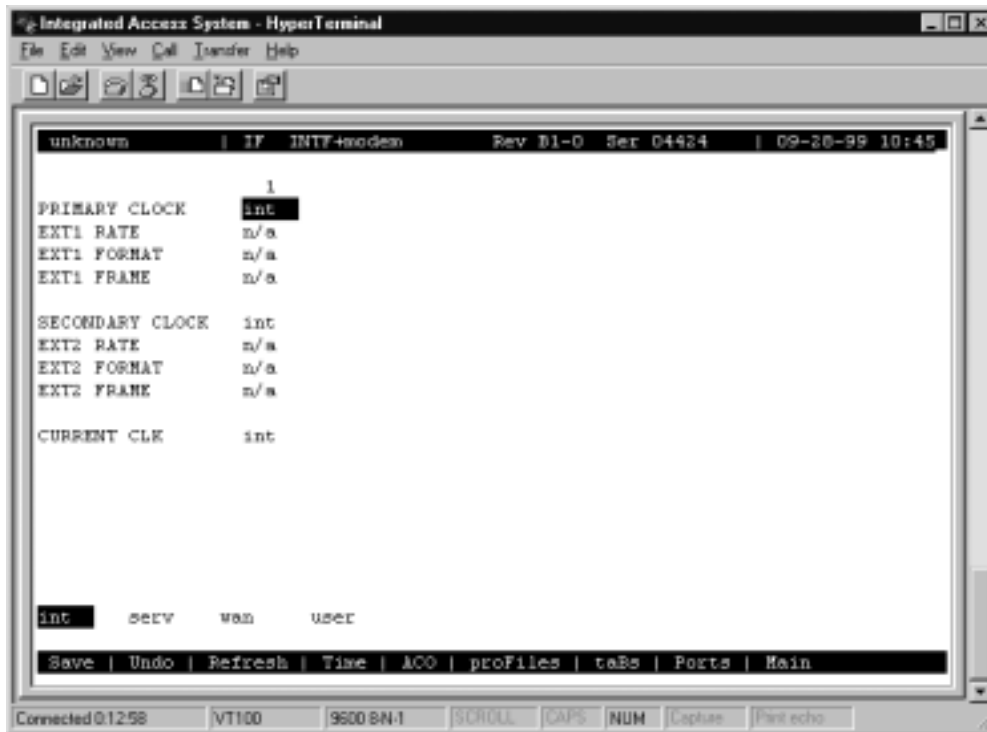 Integrated Access System - HyperTerminal
File Edit View Call Transfer Help
unknown | IF INTF+modem Rev B1-0 Ser 04424 | 09-28-99 10:45
1
PRIMARY CLOCK int
EXT1 RATE n/a
EXT1 FORMAT n/a
EXT1 FRAME n/a
SECONDARY CLOCK int
EXT2 RATE n/a
EXT2 FORMAT n/a
EXT2 FRAME n/a
CURRENT CLK int
int serv wan user
Save | Undo | Refresh | Time | ACO | proFiles | taBs | Ports | Main
Connected 0:12:58 VT100 9600 8-N-1 SCROLL CAPS NUM Capture Print echo